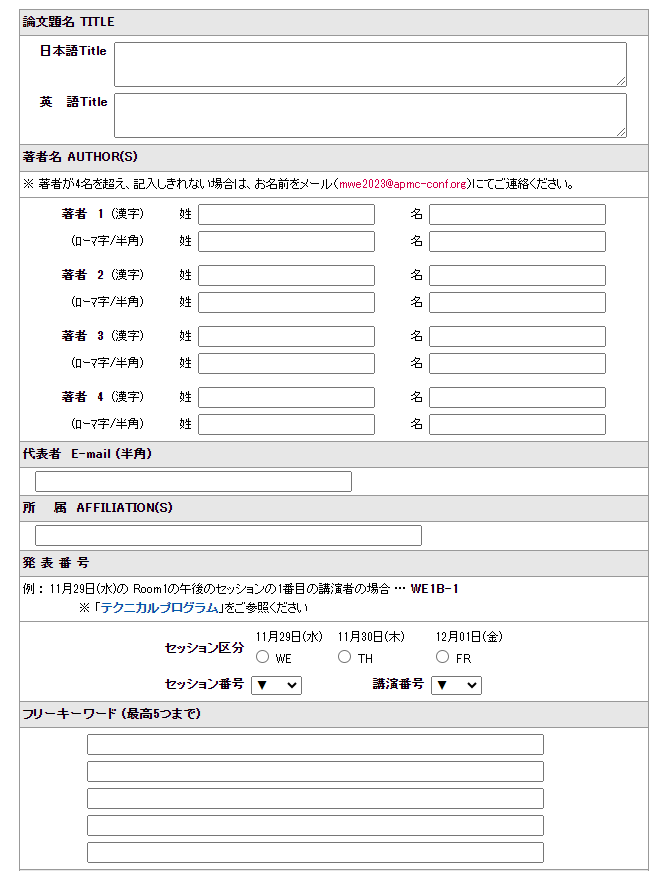 論文題名 TITLE
日本語Title
英　語Title
著者名 AUTHOR(S)
※ 著者が4名を超え、記入しきれない場合は、お名前をメール(mwe2023@apmc-conf.org)にてご連絡ください。
著者 1 (漢字) 姓 名
(ﾛｰﾏ字/半角) 姓 名
著者 2 (漢字) 姓 名
(ﾛｰﾏ字/半角) 姓 名
著者 3 (漢字) 姓 名
(ﾛｰﾏ字/半角) 姓 名
著者 4 (漢字) 姓 名
(ﾛｰﾏ字/半角) 姓 名
代表者 E-mail (半角)
所　属 AFFILIATION(S)
発 表 番 号
例： 11月29日(水)の Room1の午後のセッションの1番目の講演者の場合 … WE1B-1
※ 「テクニカルプログラム」をご参照ください
セッション区分 11月29日(水) 11月30日(木) 12月01日(金)
WE TH FR
セッション番号 ▼ 講演番号 ▼
フリーキーワード (最高5つまで)